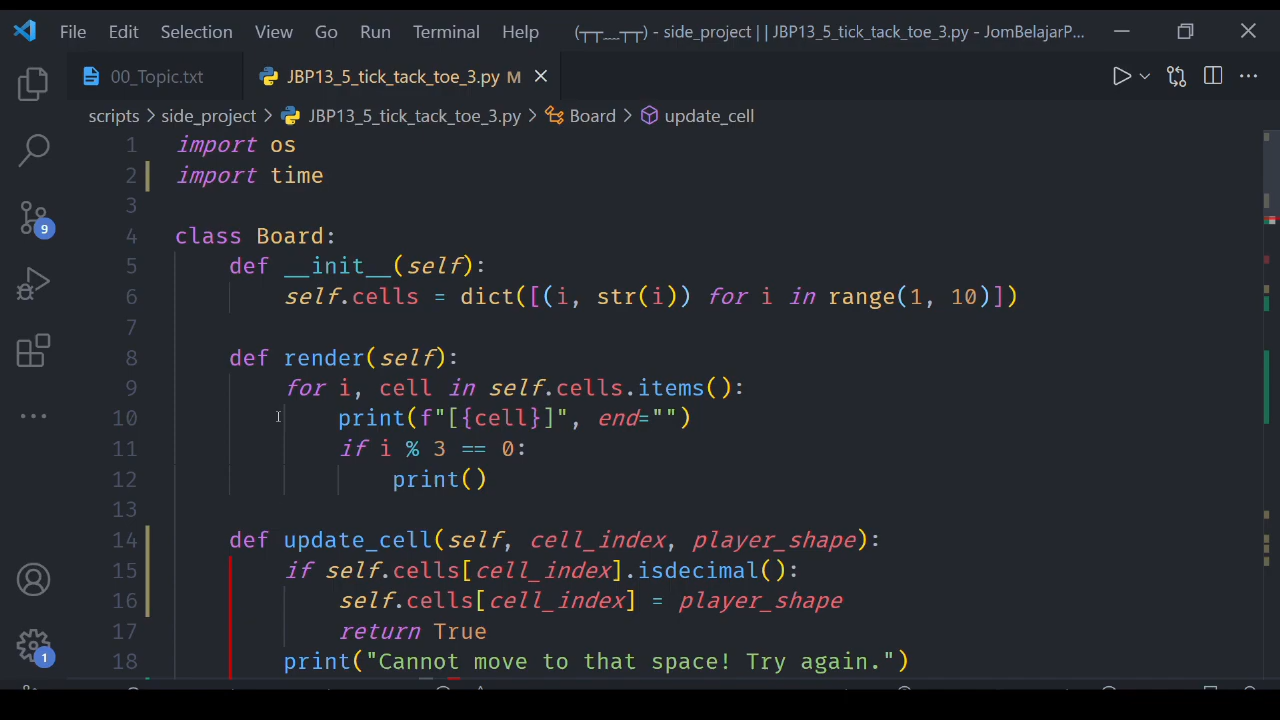 File Edit Selection View Go Run Terminal Help (┬┬﹏┬┬) - side_project || JBP13_5_tick_tack_toe_3.py - JomBelajarP...
00_Topic.txt JBP13_5_tick_tack_toe_3.py M
scripts > side_project > JBP13_5_tick_tack_toe_3.py > Board > update_cell
1 import os
2 import time
3
4 class Board:
5     def __init__(self):
6         self.cells = dict([(i, str(i)) for i in range(1, 10)])
7
8     def render(self):
9         for i, cell in self.cells.items():
10             print(f"[{cell}]", end="")
11             if i % 3 == 0:
12                 print()
13
14     def update_cell(self, cell_index, player_shape):
15         if self.cells[cell_index].isdecimal():
16             self.cells[cell_index] = player_shape
17             return True
18         print("Cannot move to that space! Try again.")
9
1